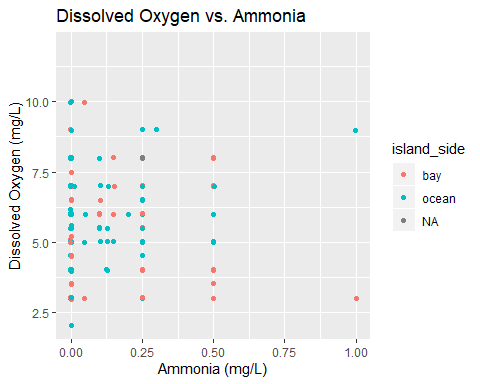 Dissolved Oxygen vs. Ammonia
Dissolved Oxygen (mg/L)
10.0
7.5
5.0
2.5
0.00 0.25 0.50 0.75 1.00
Ammonia (mg/L)
island_side
bay
ocean
NA